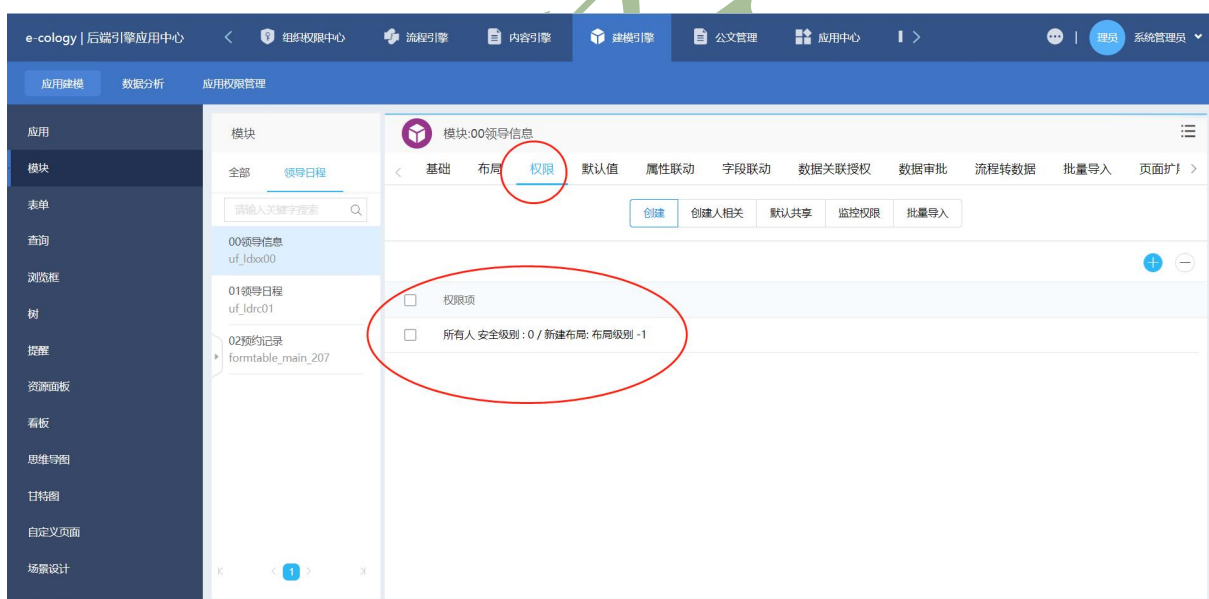 e-cology | 后端引擎应用中心
组织权限中心 流程引擎 内容引擎 建模引擎 公文管理 应用中心
理员 系统管理员
应用建模 数据分析 应用权限管理
应用
模块
表单
查询
浏览框
树
提醒
资源面板
看板
思维导图
甘特图
自定义页面
场景设计
模块
全部 领导日程
请输入关键字搜索
00领导信息
uf_ldxx00
01领导日程
uf_ldrc01
02预约记录
formtable_main_207
1
模块:00领导信息
基础 布局 权限 默认值 属性联动 字段联动 数据关联授权 数据审批 流程转数据 批量导入 页面扩
创建 创建人相关 默认共享 监控权限 批量导入
权限项
所有人 安全级别 : 0 / 新建布局: 布局级别 -1